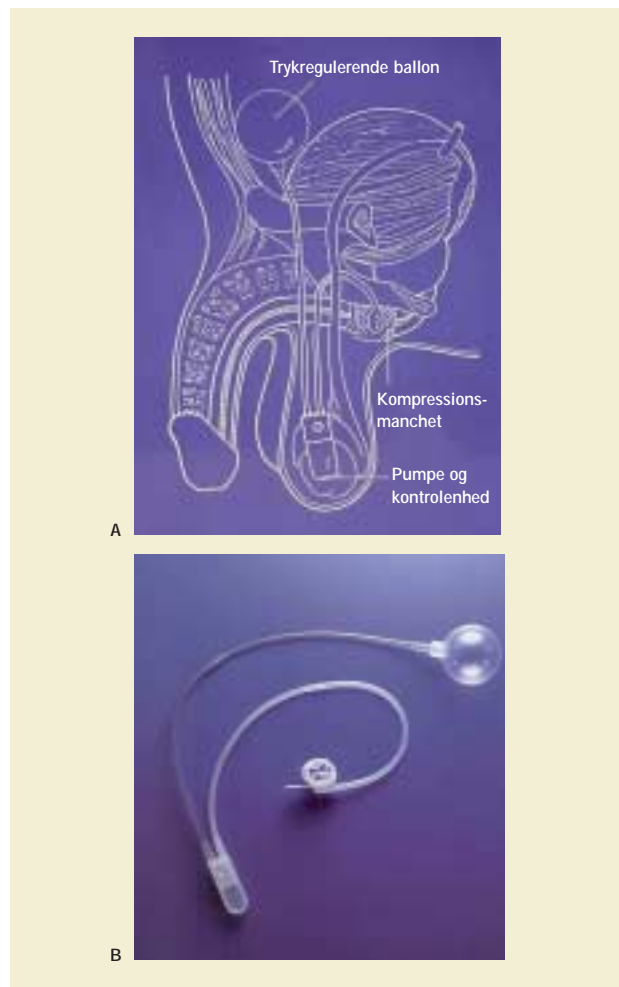 Trykregulerende ballon
Kompressions-
manchet
Pumpe og
kontrolenhed
A
B